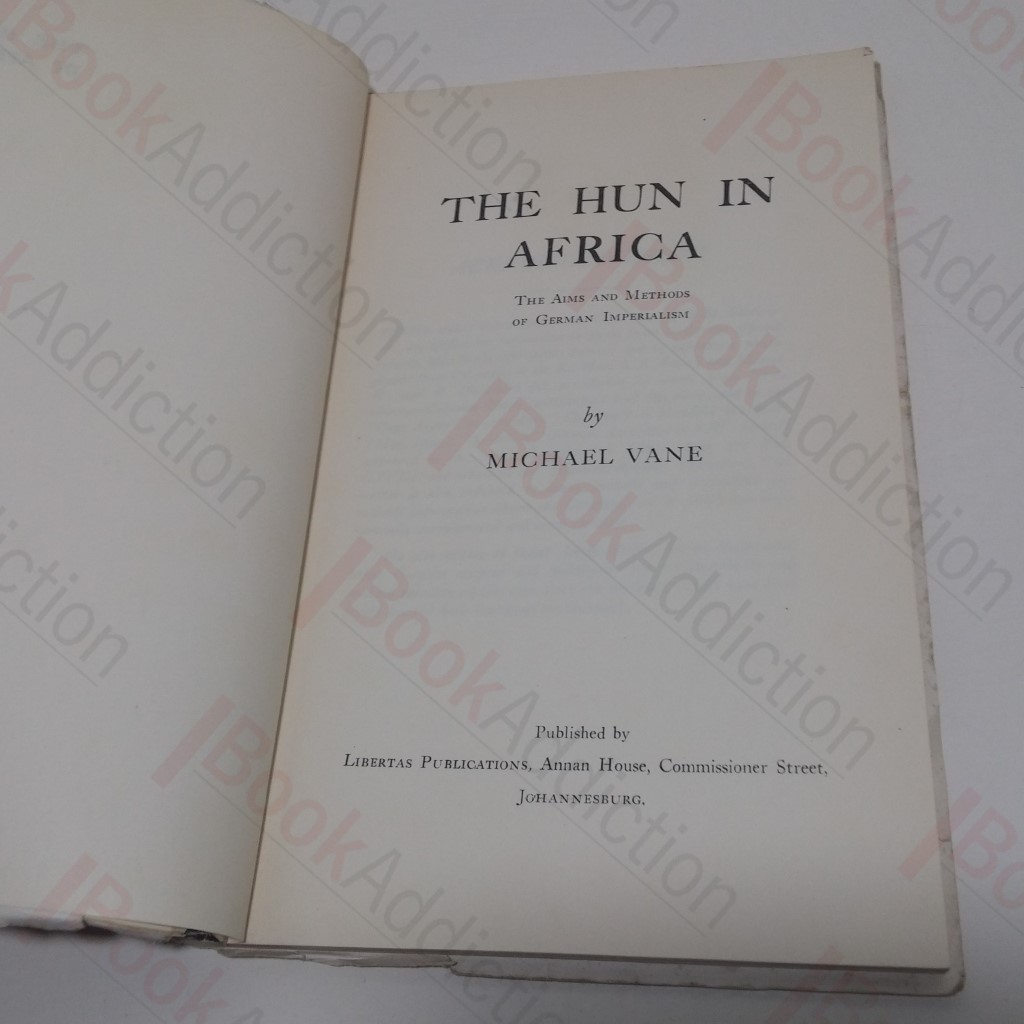 THE HUN IN
AFRICA
The Aims and Methods
of German Imperialism
by
MICHAEL VANE
Published by
Libertas Publications, Annan House, Commissioner Street,
Johannesburg.
BookAddiction